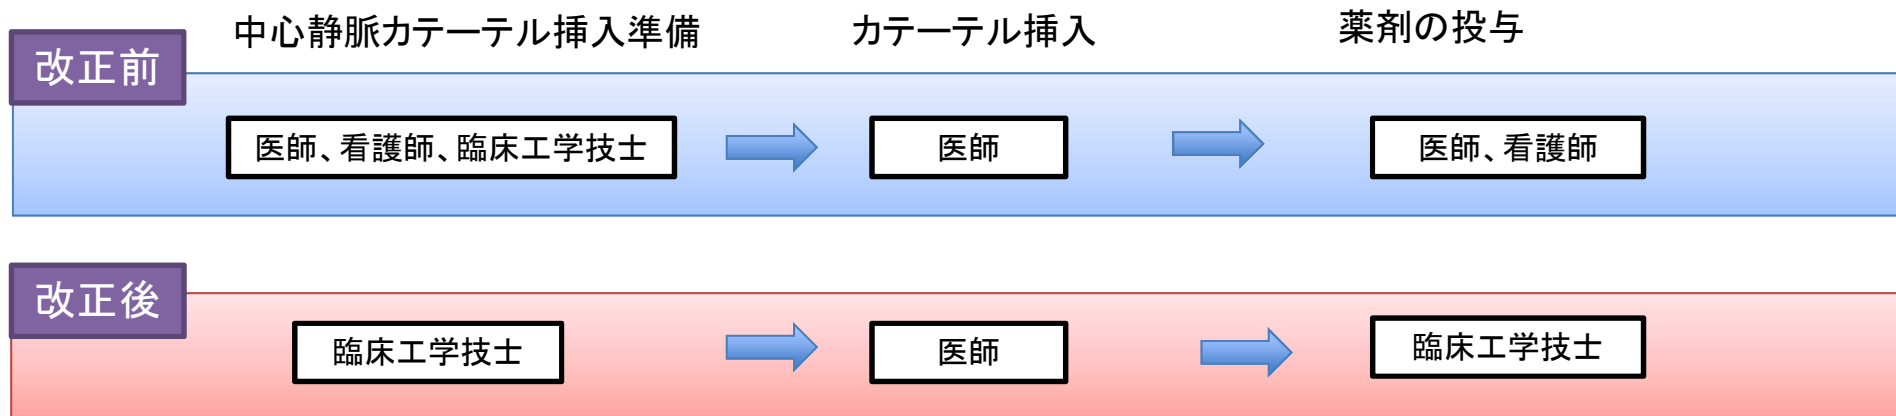 中心静脈カテーテル挿入準備
カテーテル挿入
薬剤の投与
改正前
医師、看護師、臨床工学技士
医師
医師、看護師
改正後
臨床工学技士
医師
臨床工学技士